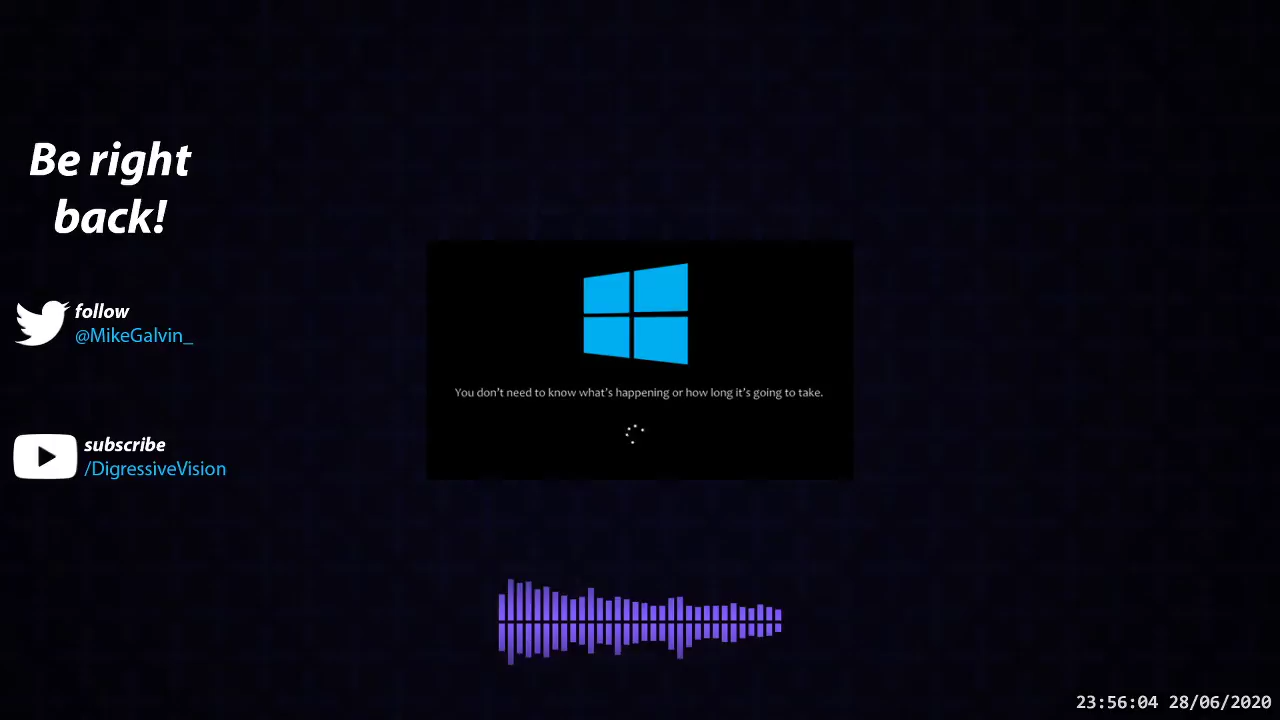 Be right
back!
follow
@MikeGalvin_
subscribe
/DigressiveVision
You don't need to know what's happening or how long it's going to take.
23:56:04 28/06/2020